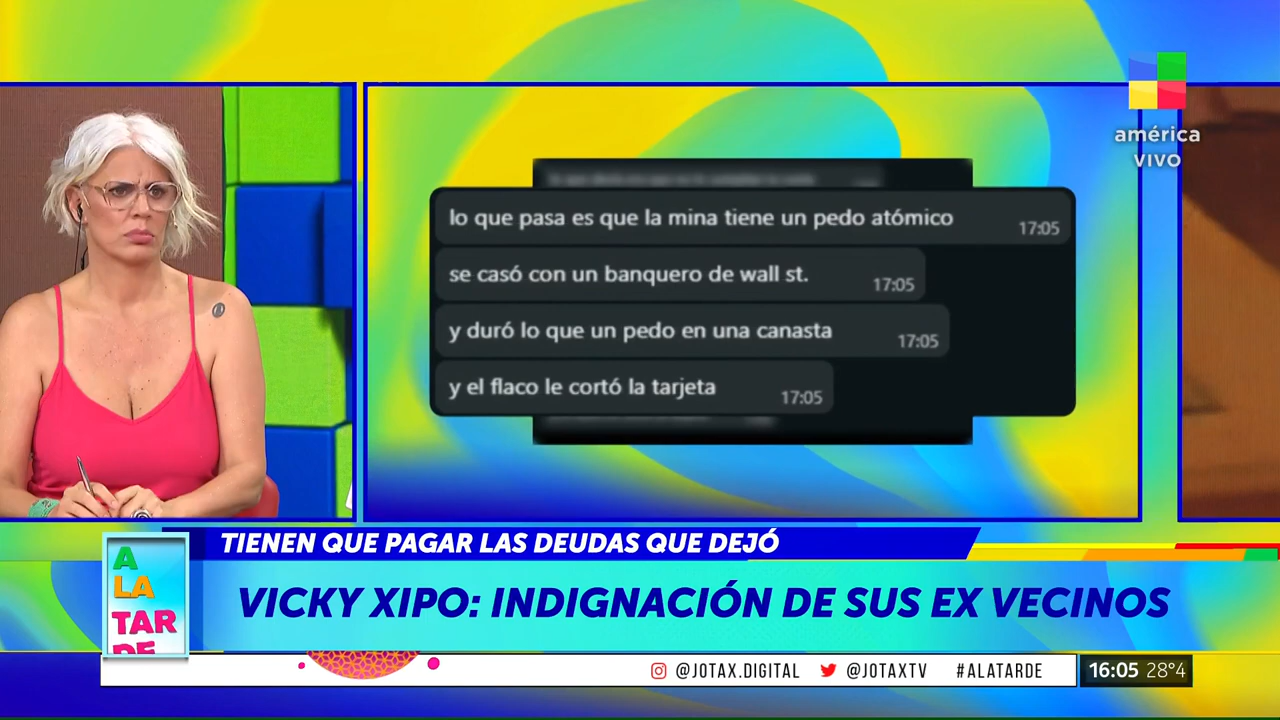 américa
VIVO
lo que pasa es que la mina tiene un pedo atómico
17:05
se casó con un banquero de wall st.
17:05
y duró lo que un pedo en una canasta
17:05
y el flaco le cortó la tarjeta
17:05
TIENEN QUE PAGAR LAS DEUDAS QUE DEJÓ
A
LA
TAR
DE
VICKY XIPO: INDIGNACIÓN DE SUS EX VECINOS
@JOTAX.DIGITAL @JOTAXTV #ALATARDE
16:05 28°4